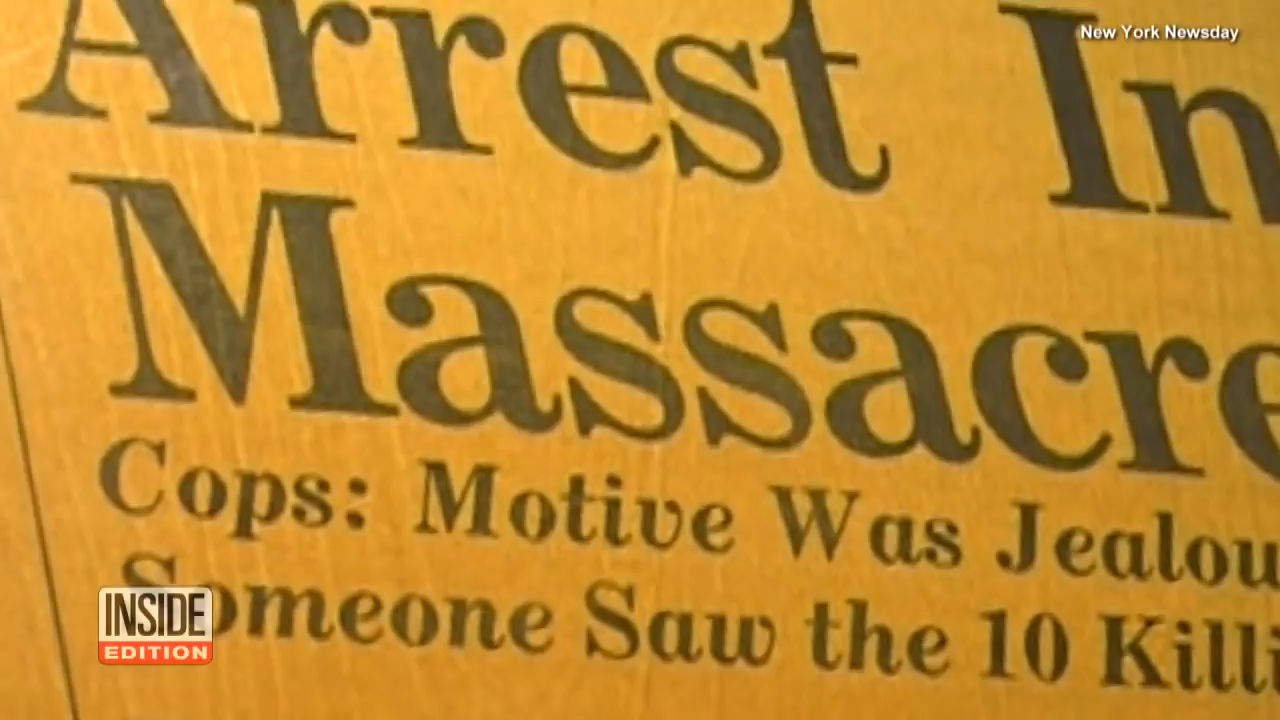 New York Newsday
Arrest In
Massacre
Cops: Motive Was Jealou
Someone Saw the 10 Killi
INSIDE
EDITION